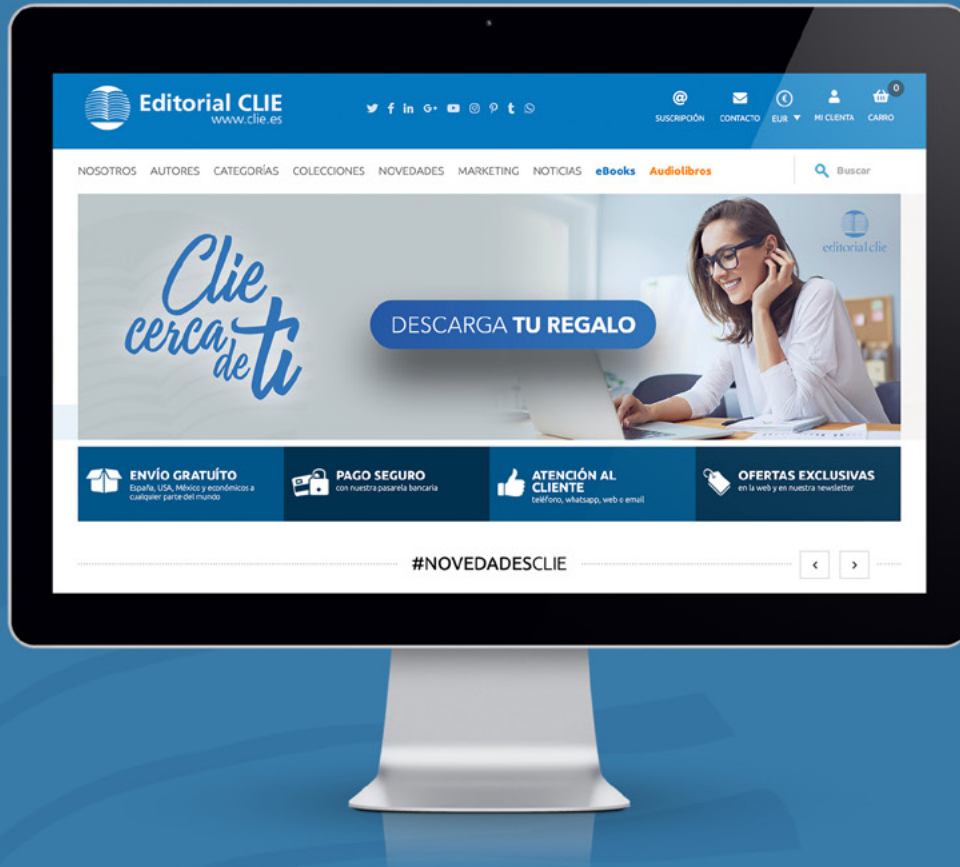 Editorial CLIE
www.clie.es
SUSCRIPCIÓN CONTACTO EUR MI CUENTA CARRO
0
NOSOTROS AUTORES CATEGORÍAS COLECCIONES NOVEDADES MARKETING NOTICIAS eBooks Audiolibros Buscar
Clie
cerca
de ti
DESCARGA TU REGALO
editorial clie
ENVÍO GRATUÍTO
España, USA, México y económicos a
cualquier parte del mundo
PAGO SEGURO
con nuestra pasarela bancaria
ATENCIÓN AL
CLIENTE
teléfono, whatsapp, web o email
OFERTAS EXCLUSIVAS
en la web y en nuestra newsletter
#NOVEDADESCLIE